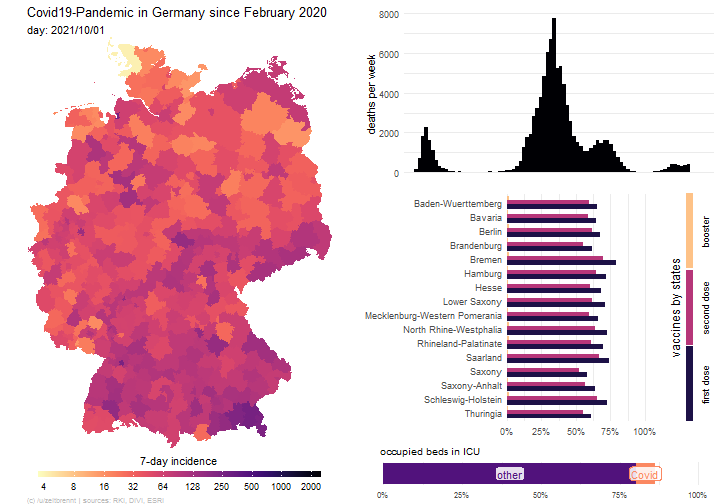 Covid19-Pandemic in Germany since February 2020
day: 2021/10/01
7-day incidence
4 8 16 32 64 125 250 500 1000 2000
(c) /u/zeitbrennt | sources: RKI, DIVI, ESRI
deaths per week
8000
6000
4000
2000
0
Baden-Wuerttemberg
Bavaria
Berlin
Brandenburg
Bremen
Hamburg
Hesse
Lower Saxony
Mecklenburg-Western Pomerania
North Rhine-Westphalia
Rhineland-Palatinate
Saarland
Saxony
Saxony-Anhalt
Schleswig-Holstein
Thuringia
0% 25% 50% 75% 100%
vaccines by states
booster
second dose
first dose
occupied beds in ICU
other
Covid
0% 25% 50% 75% 100%